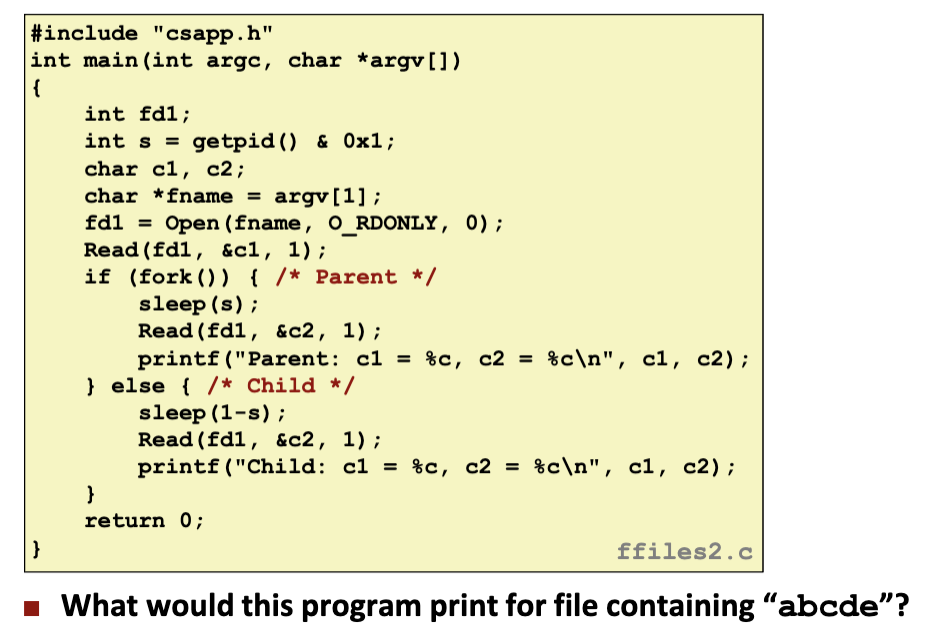 #include "csapp.h"
int main(int argc, char *argv[])
{
    int fd1;
    int s = getpid() & 0x1;
    char c1, c2;
    char *fname = argv[1];
    fd1 = Open(fname, O_RDONLY, 0);
    Read(fd1, &c1, 1);
    if (fork()) { /* Parent */
        sleep(s);
        Read(fd1, &c2, 1);
        printf("Parent: c1 = %c, c2 = %c\n", c1, c2);
    } else { /* Child */
        sleep(1-s);
        Read(fd1, &c2, 1);
        printf("Child: c1 = %c, c2 = %c\n", c1, c2);
    }
    return 0;
} ffiles2.c
What would this program print for file containing “abcde”?